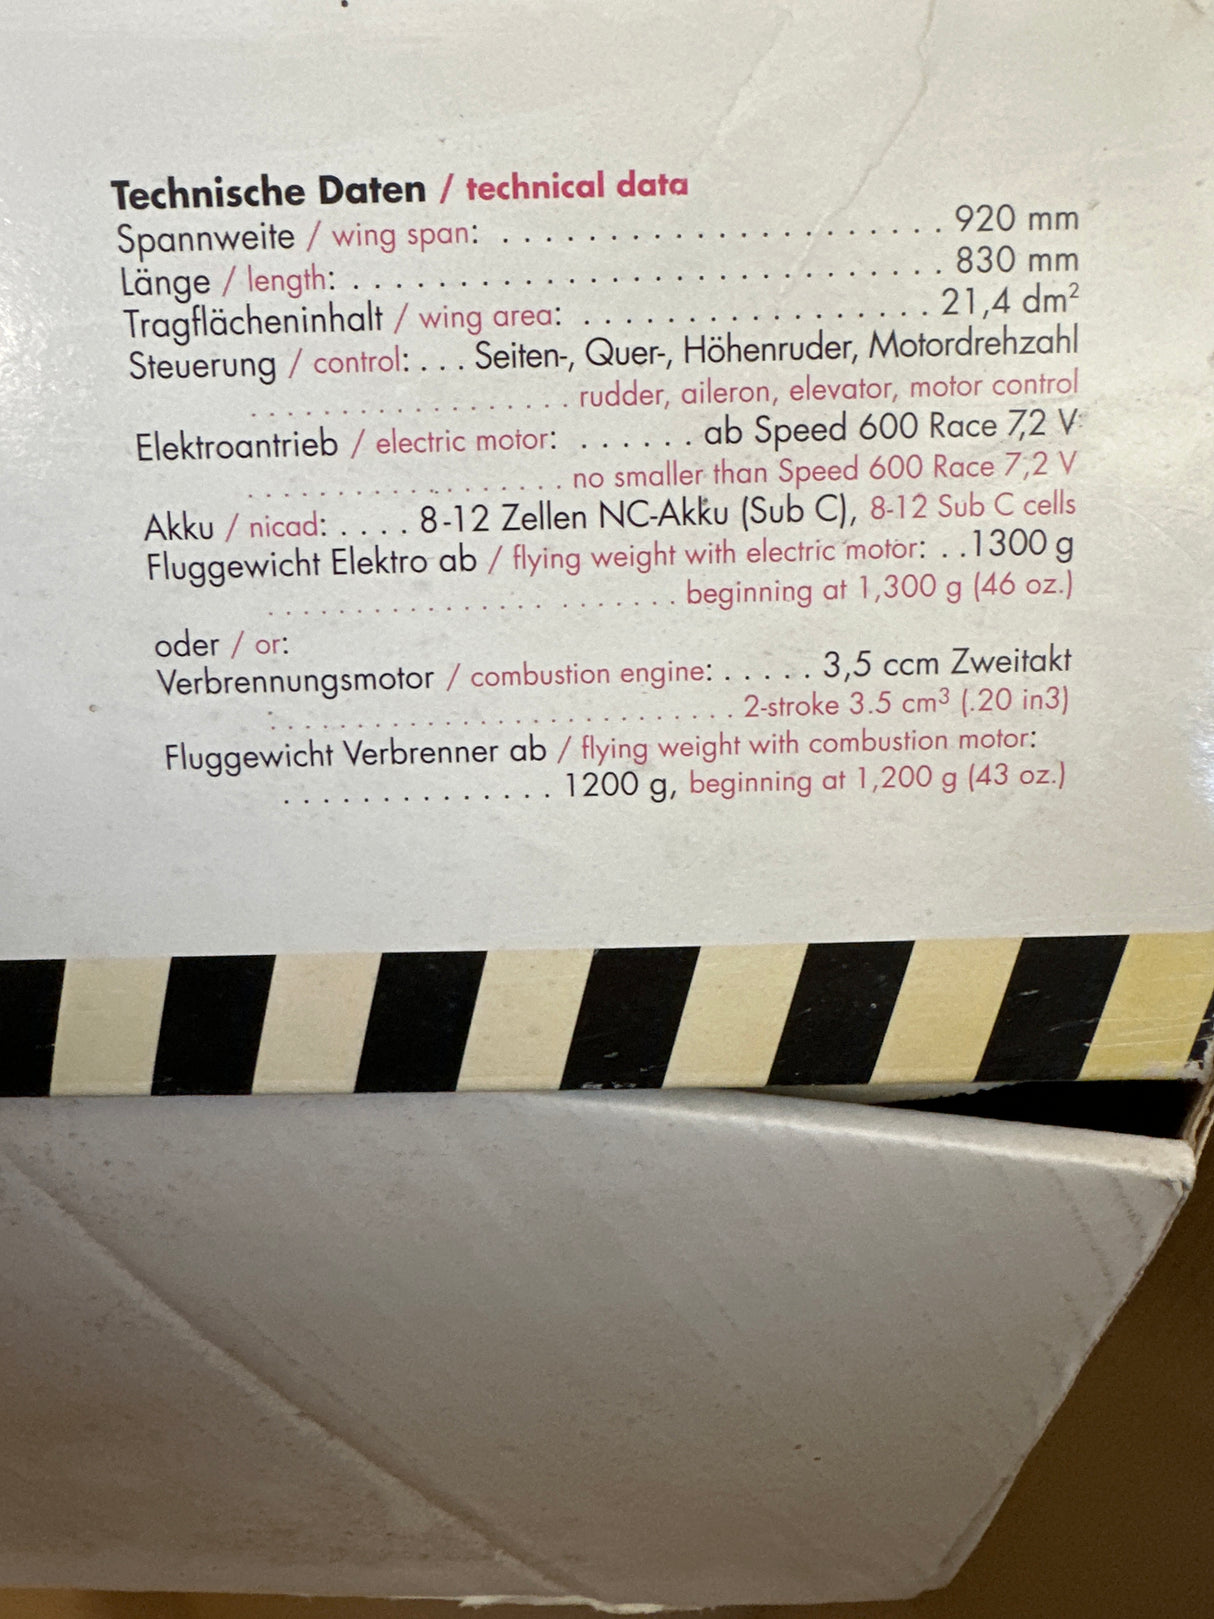 Technische Daten / technical data
Spannweite / wing span: . . . . . . . . . . . . . . . . . . . . . 920 mm
Länge / length: . . . . . . . . . . . . . . . . . . . . . . . . . . . . 830 mm
Tragflächeninhalt / wing area: . . . . . . . . . . . . . . . . . 21,4 dm²
Steuerung / control: . . . Seiten-, Quer-, Höhenruder, Motordrehzahl
. . . . . . . . . . . . . . . . . . rudder, aileron, elevator, motor control
Elektroantrieb / electric motor: . . . . . . ab Speed 600 Race 7,2 V
. . . . . . . . . . . . . . . . . . no smaller than Speed 600 Race 7,2 V
Akku / nicad: . . . . 8-12 Zellen NC-Akku (Sub C), 8-12 Sub C cells
Fluggewicht Elektro ab / flying weight with electric motor: . . 1300 g
. . . . . . . . . . . . . . . . . . . . . . beginning at 1,300 g (46 oz.)
oder / or:
Verbrennungsmotor / combustion engine: . . . . . 3,5 ccm Zweitakt
. . . . . . . . . . . . . . . . . . . . . . . . . . 2-stroke 3.5 cm³ (.20 in3)
Fluggewicht Verbrenner ab / flying weight with combustion motor:
. . . . . . . . . . . . . . 1200 g, beginning at 1,200 g (43 oz.)